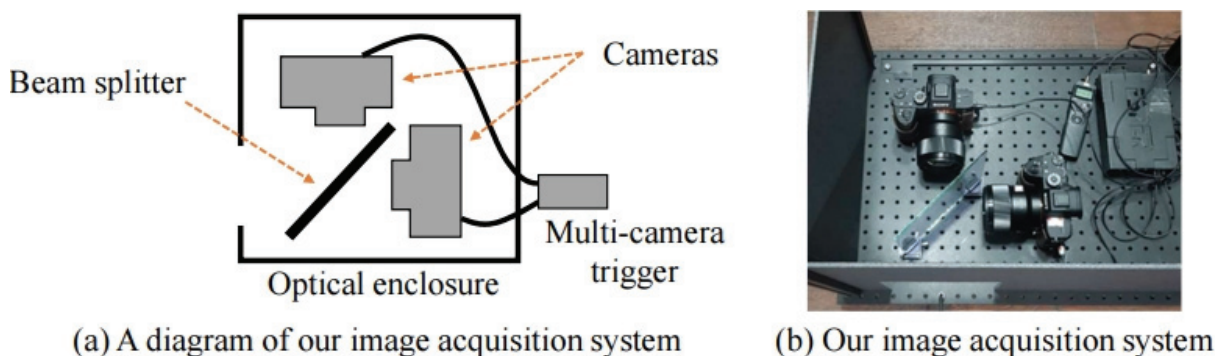 Beam splitter
Cameras
Multi-camera
trigger
Optical enclosure
(a) A diagram of our image acquisition system
(b) Our image acquisition system